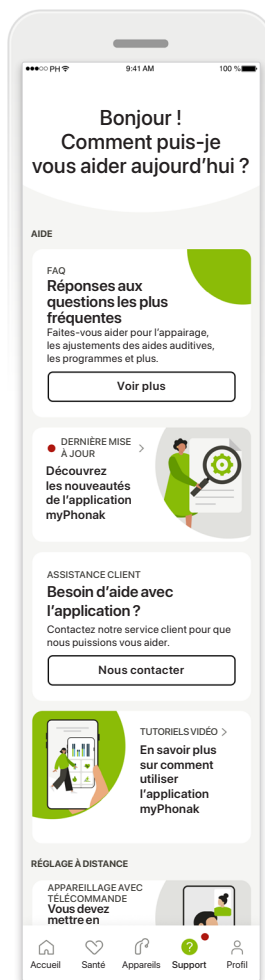 PH
9:41 AM
100 %
Bonjour !
Comment puis-je
vous aider aujourd'hui ?
AIDE
FAQ
Réponses aux
questions les plus
fréquentes
Faites-vous aider pour l'appairage,
les ajustements des aides auditives,
les programmes et plus.
Voir plus
DERNIÈRE MISE
À JOUR
Découvrez
les nouveautés
de l'application
myPhonak
ASSISTANCE CLIENT
Besoin d'aide avec
l'application ?
Contactez notre service client pour que
nous puissions vous aider.
Nous contacter
TUTORIELS VIDÉO
En savoir plus
sur comment
utiliser
l'application
myPhonak
RÉGLAGE À DISTANCE
APPAREILLAGE AVEC
TÉLÉCOMMANDE
Vous devez
mettre en
Accueil
Santé
Appareils
Support
Profil